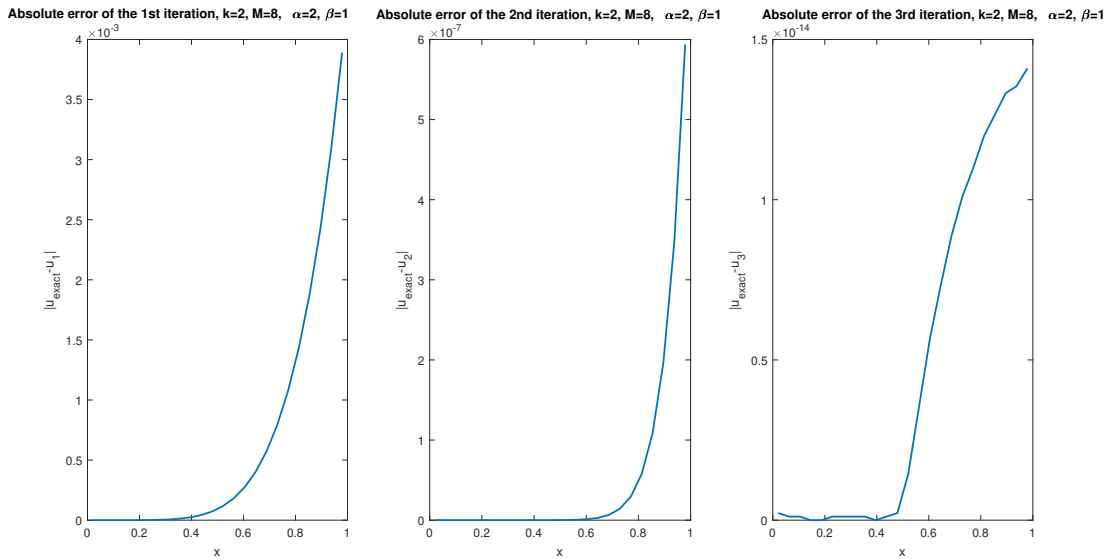 Absolute error of the 1st iteration, k=2, M=8, α=2, β=1
×10⁻³
4
3.5
3
2.5
2
1.5
1
0.5
0
0 0.2 0.4 0.6 0.8 1
x
|u_exact-u_1|
Absolute error of the 2nd iteration, k=2, M=8, α=2, β=1
×10⁻⁷
6
5
4
3
2
1
0
0 0.2 0.4 0.6 0.8 1
x
|u_exact-u_2|
Absolute error of the 3rd iteration, k=2, M=8, α=2, β=1
×10⁻¹⁴
1.5
1
0.5
0
0 0.2 0.4 0.6 0.8 1
x
|u_exact-u_3|